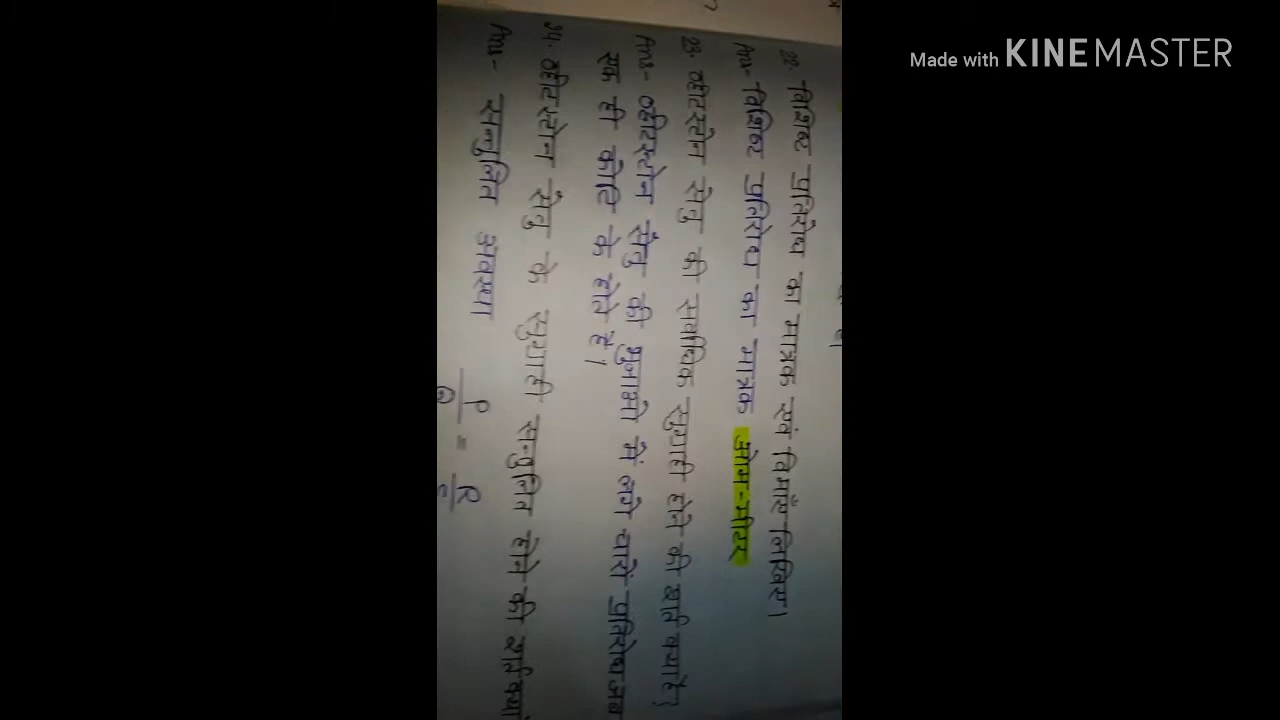 Made with KINEMASTER
22. विशिष्ट प्रतिरोध का मात्रक एवं विमाएं लिखिए।
Ans - विशिष्ट प्रतिरोध का मात्रक ओम-मीटर
23. व्हीटस्टोन सेतु की सर्वाधिक सुग्राही होने की शर्त क्या है?
Ans - व्हीटस्टोन सेतु की भुजाओ में लगे चारों प्रतिरोध जब
एक ही कोटि के होते हैं।
24. व्हीटस्टोन सेतु के सुग्राही सन्तुलित होने की शर्त क्या
Ans - सन्तुलित अवस्था P/Q = R/S